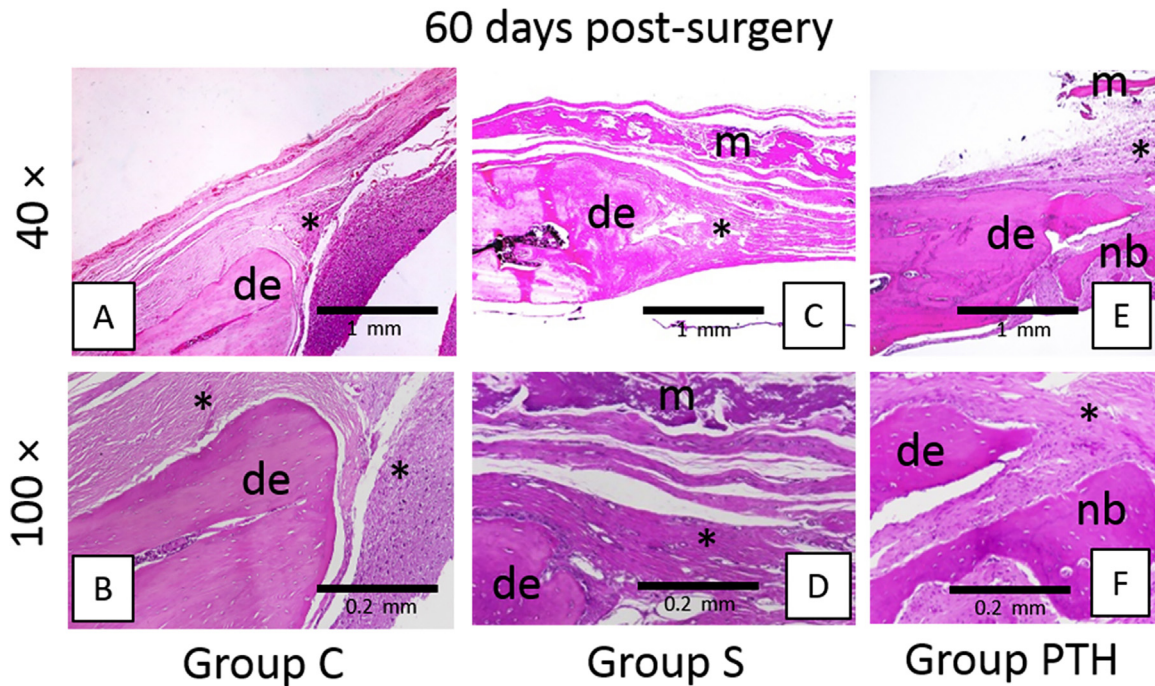 60 days post-surgery
40 ×
de
*
A
1 mm
m
de
*
C
1 mm
m
*
de
nb
E
1 mm
100 ×
*
de
*
B
0.2 mm
m
*
de
D
0.2 mm
de
*
nb
F
0.2 mm
Group C
Group S
Group PTH